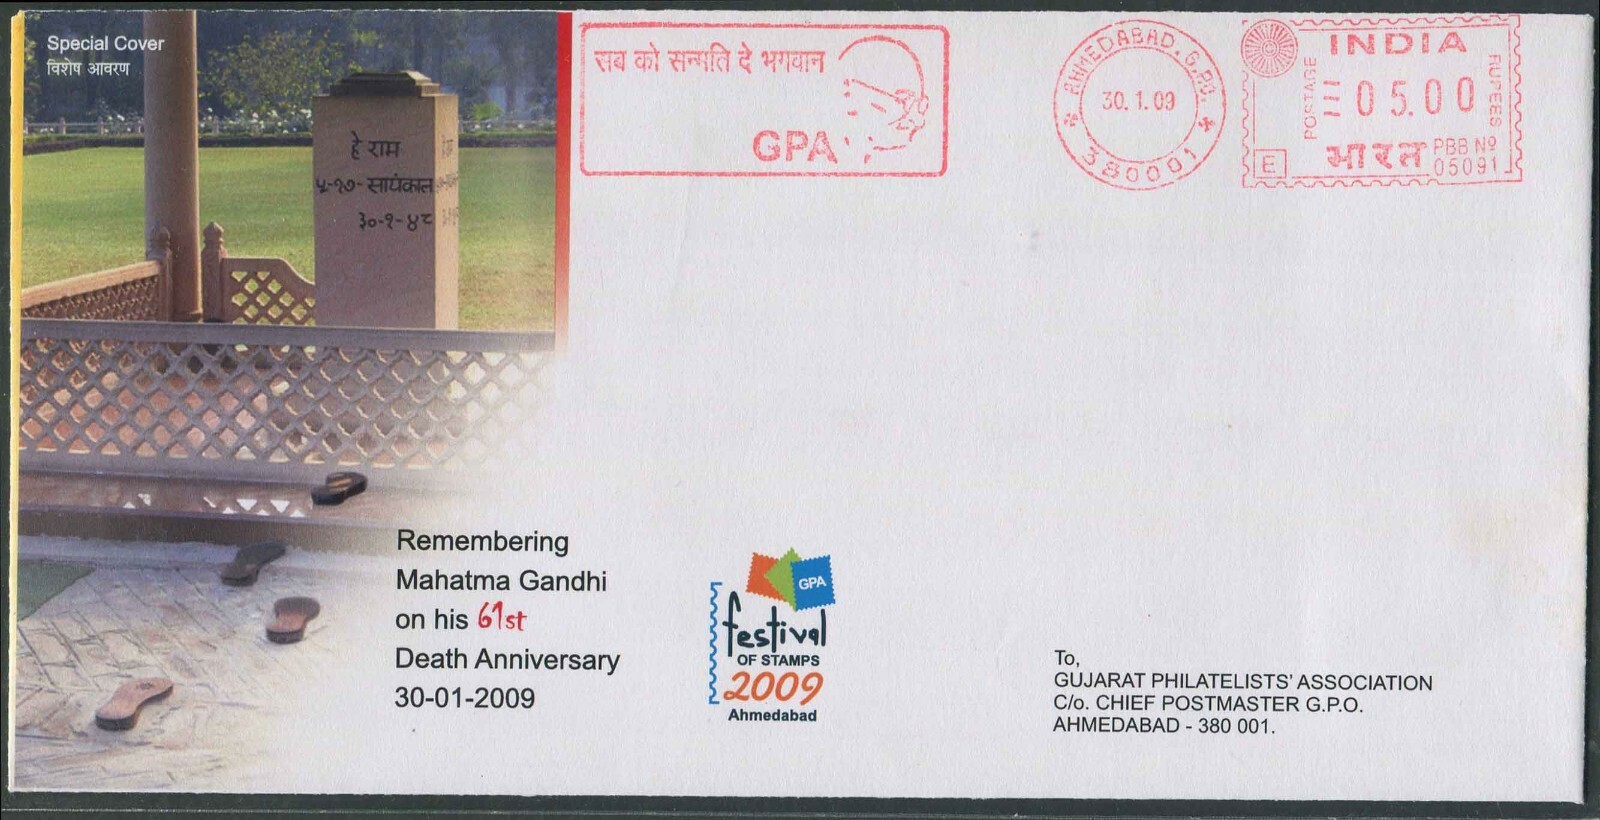 Special Cover
विशेष आवरण
हे राम
५-१७-सायंकाल
३०-१-४८
सब को सन्मति दे भगवान
GPA
AHMEDABAD.G.P.O.
30.1.09
380001
INDIA
POSTAGE
05.00
RUPEES
E
भारत
PBB Nº
05091
Remembering
Mahatma Gandhi
on his 61st
Death Anniversary
30-01-2009
GPA
festival
OF STAMPS
2009
Ahmedabad
To,
GUJARAT PHILATELISTS' ASSOCIATION
C/o. CHIEF POSTMASTER G.P.O.
AHMEDABAD - 380 001.